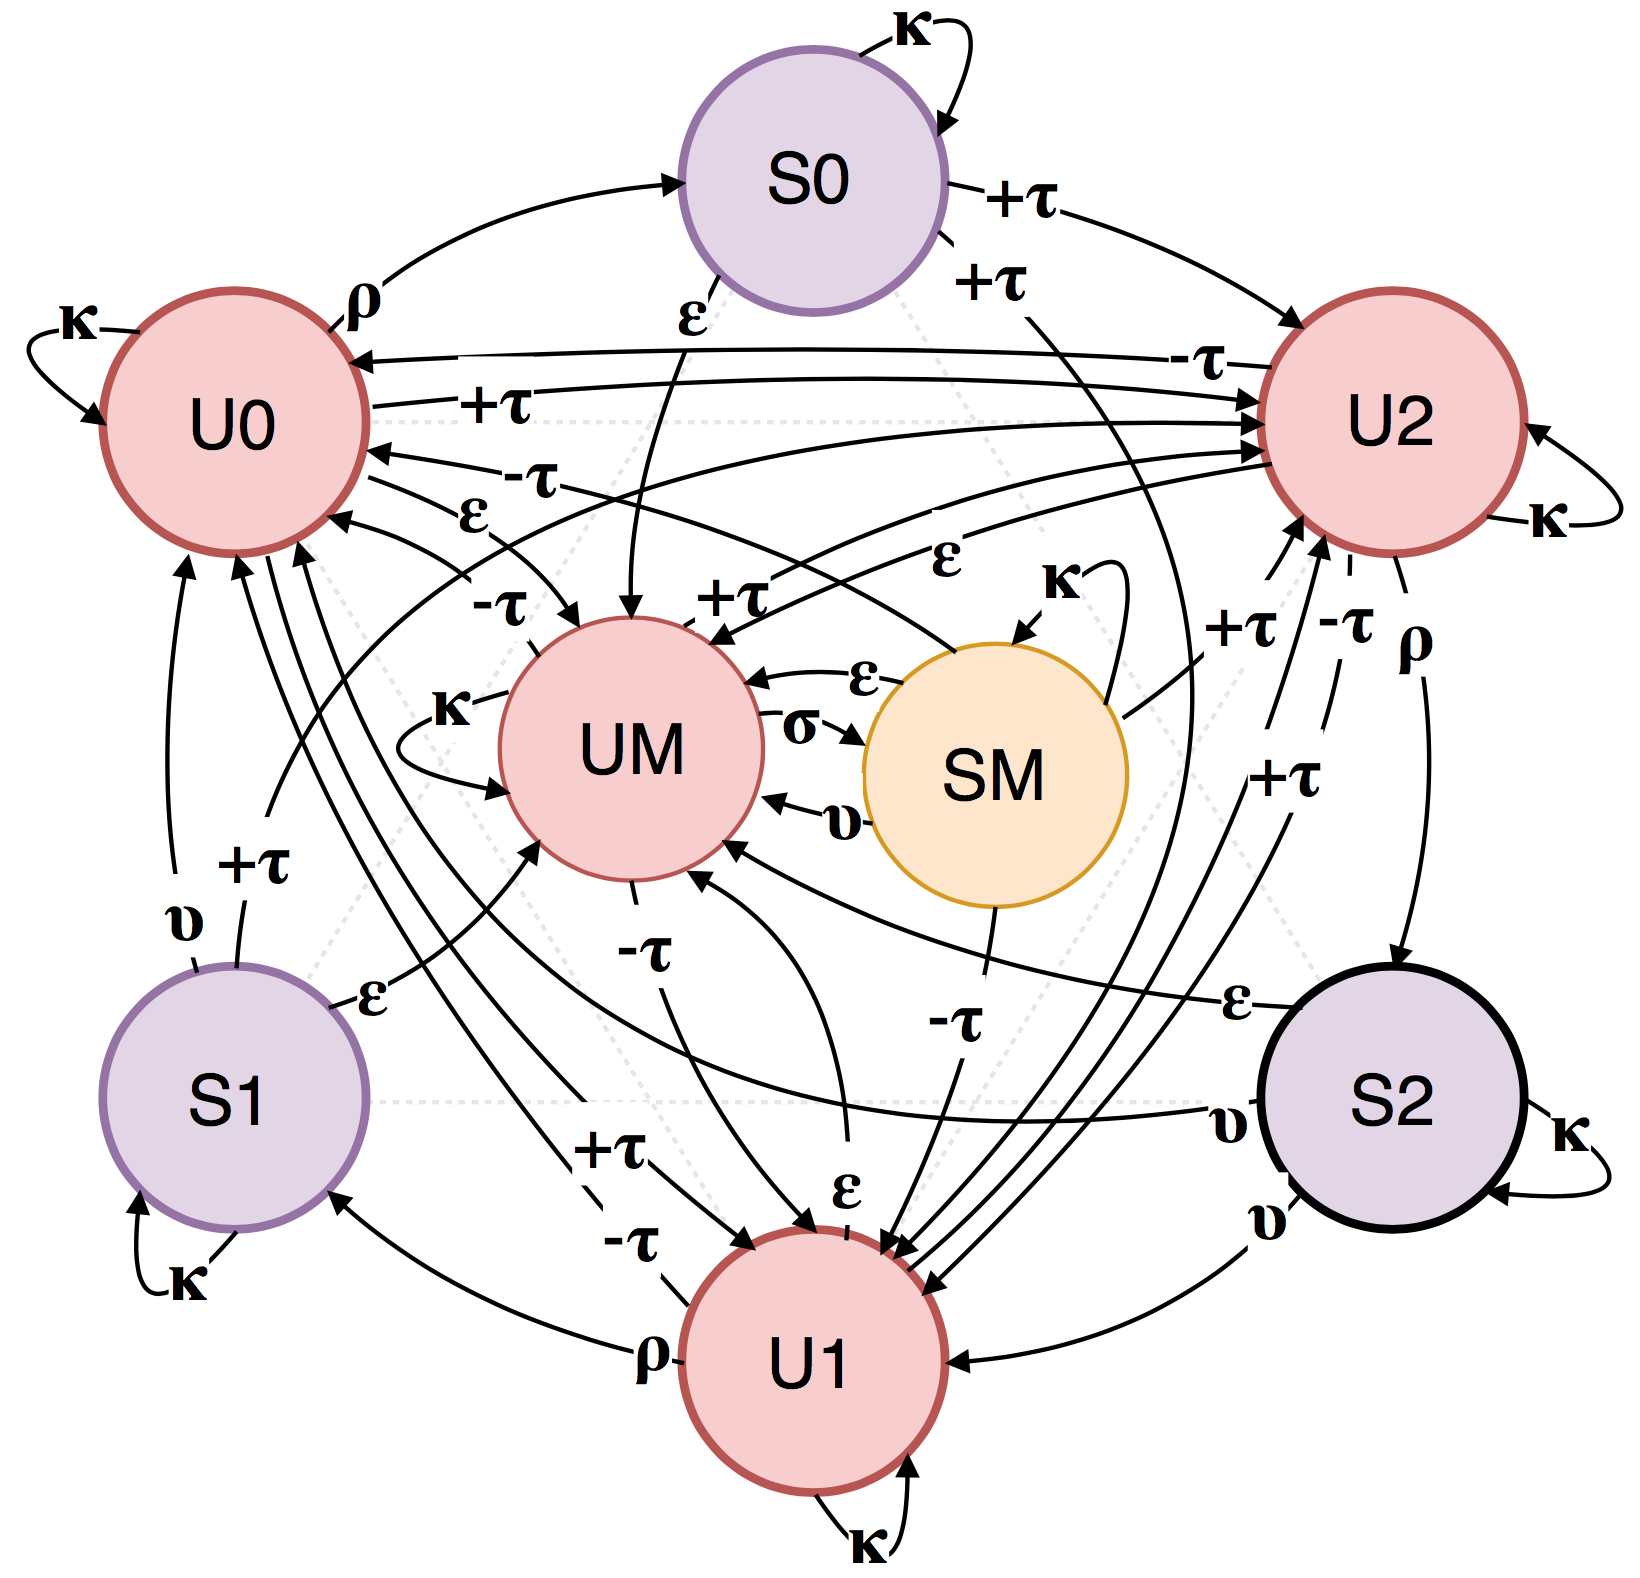 κ
S0
+τ
+τ
ρ
ε
κ
-τ
+τ
U0
U2
-τ
ε
κ
ε
κ
-τ
+τ
+τ
-τ
ρ
ε
κ
σ
UM
SM
+τ
υ
+τ
υ
-τ
ε
ε
-τ
S1
S2
υ
κ
+τ
ε
υ
-τ
κ
ρ
U1
κ